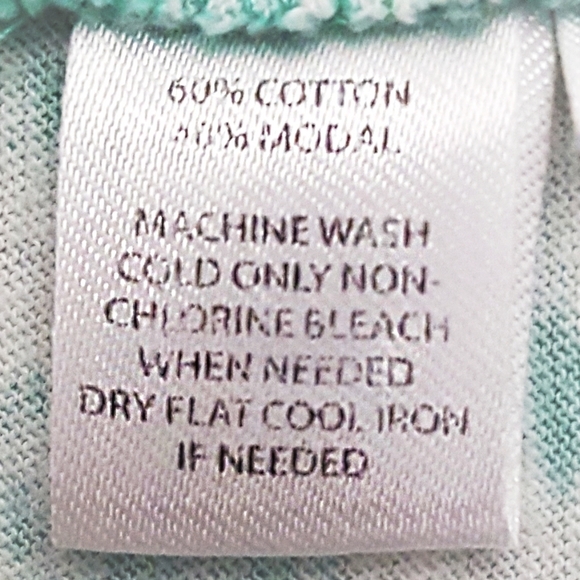 60% COTTON
40% MODAL
MACHINE WASH
COLD ONLY NON-
CHLORINE BLEACH
WHEN NEEDED
DRY FLAT COOL IRON
IF NEEDED